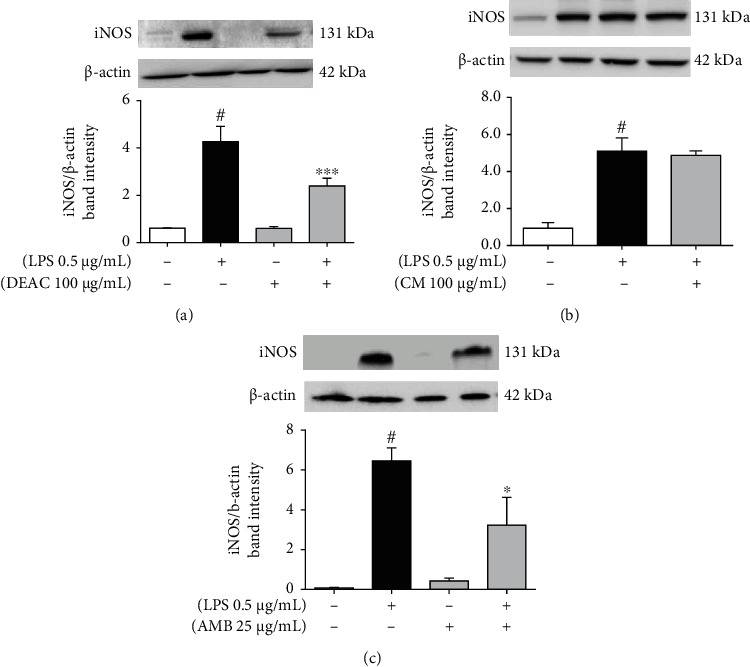 iNOS 131 kDa
β-actin 42 kDa
6
4
2
0
iNOS/β-actin
band intensity
#
***
(LPS 0.5 µg/mL) – + – +
(DEAC 100 µg/mL) – – + +
(a)
iNOS 131 kDa
β-actin 42 kDa
8.0
6.0
4.0
2.0
0.0
iNOS/β-actin
band intensity
#
(LPS 0.5 µg/mL) – + +
(CM 100 µg/mL) – – +
(b)
iNOS 131 kDa
β-actin 42 kDa
8
6
4
2
0
iNOS/b-actin
band intensity
#
*
(LPS 0.5 µg/mL) – + – +
(AMB 25 µg/mL) – – + +
(c)